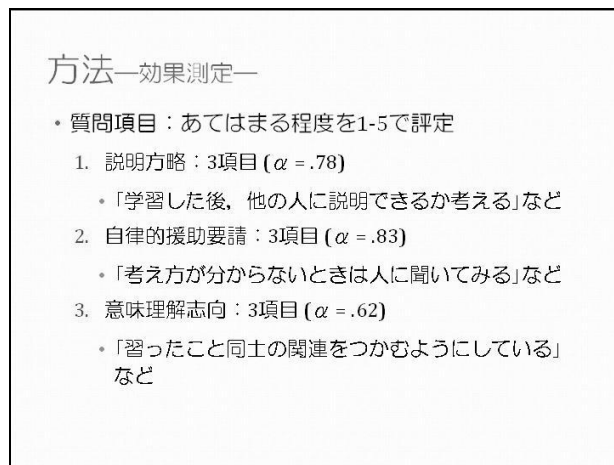 方法―効果測定―
・質問項目：あてはまる程度を1-5で評定
1. 説明方略：3項目 (α = .78)
・「学習した後，他の人に説明できるか考える」など
2. 自律的援助要請：3項目 (α = .83)
・「考え方が分からないときは人に聞いてみる」など
3. 意味理解志向：3項目 (α = .62)
・「習ったこと同士の関連をつかむようにしている」
など